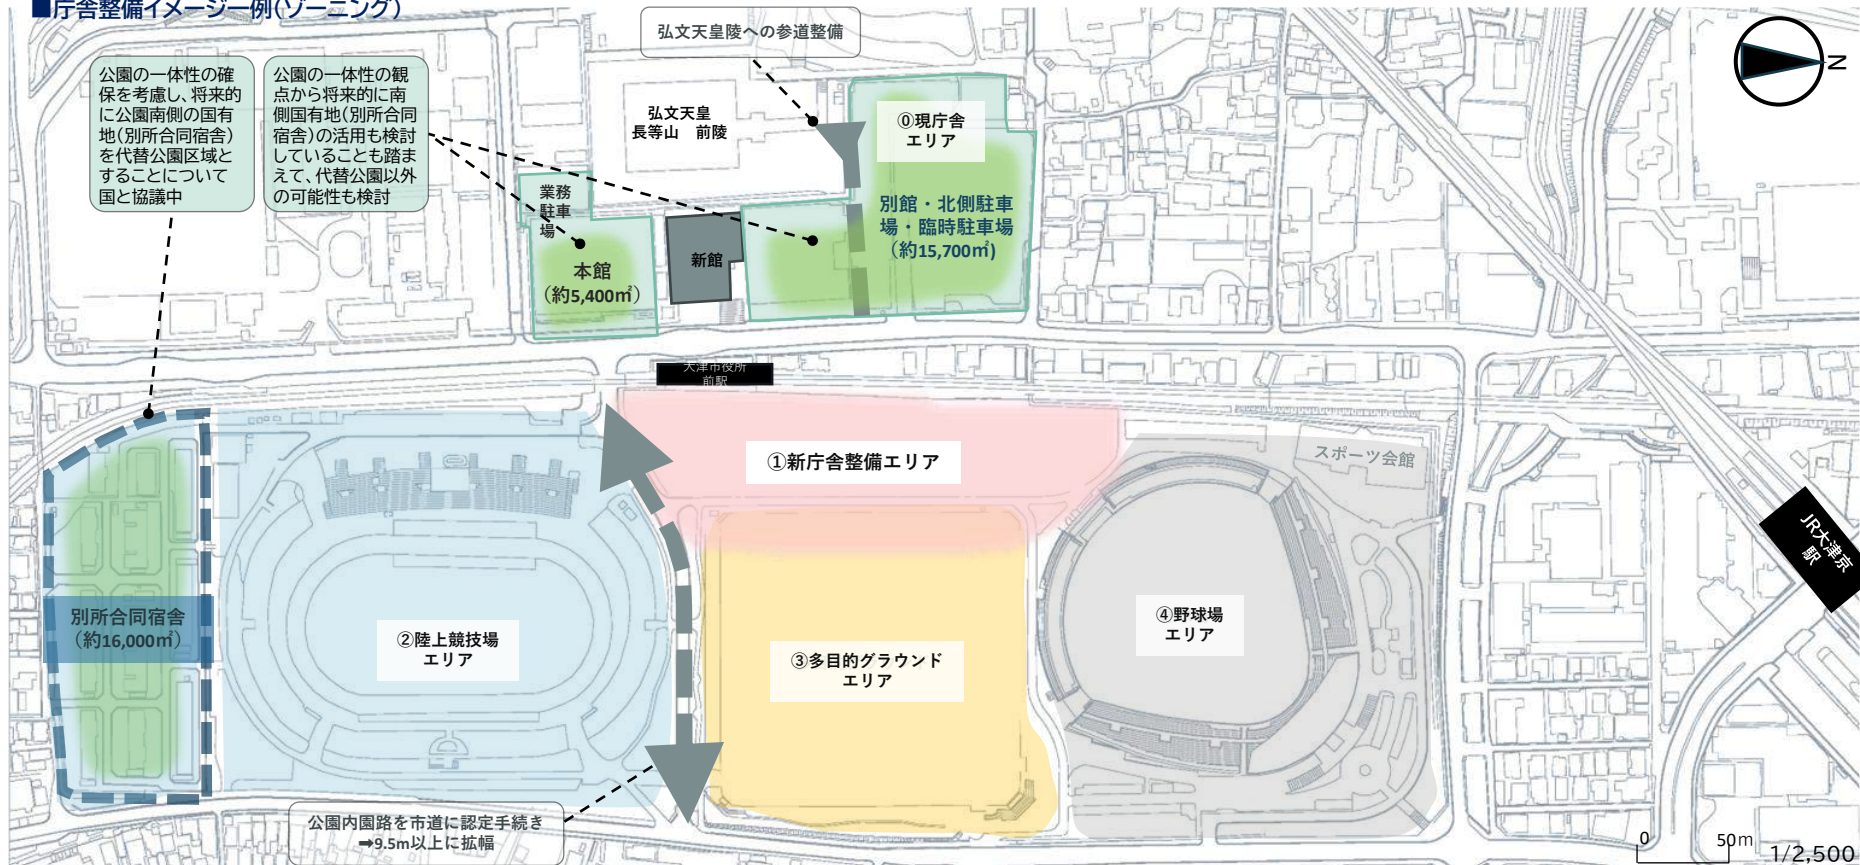 ■庁舎整備イメージ一例(ゾーニング)
弘文天皇陵への参道整備
N
公園の一体性の確
保を考慮し、将来的
に公園南側の国有
地(別所合同宿舎)
を代替公園区域と
することについて
国と協議中
公園の一体性の観
点から将来的に南
側国有地(別所合同
宿舎)の活用も検討
していることも踏ま
えて、代替公園以外
の可能性も検討
弘文天皇
長等山 前陵
⓪現庁舎
エリア
業務
駐車
場
別館・北側駐車
場・臨時駐車場
(約15,700㎡)
新館
本館
(約5,400㎡)
大津市役所
前駅
①新庁舎整備エリア
スポーツ会館
JR大津京
駅
別所合同宿舎
(約16,000㎡)
②陸上競技場
エリア
③多目的グラウンド
エリア
④野球場
エリア
公園内園路を市道に認定手続き
➡9.5m以上に拡幅
0 50m
1/2,500